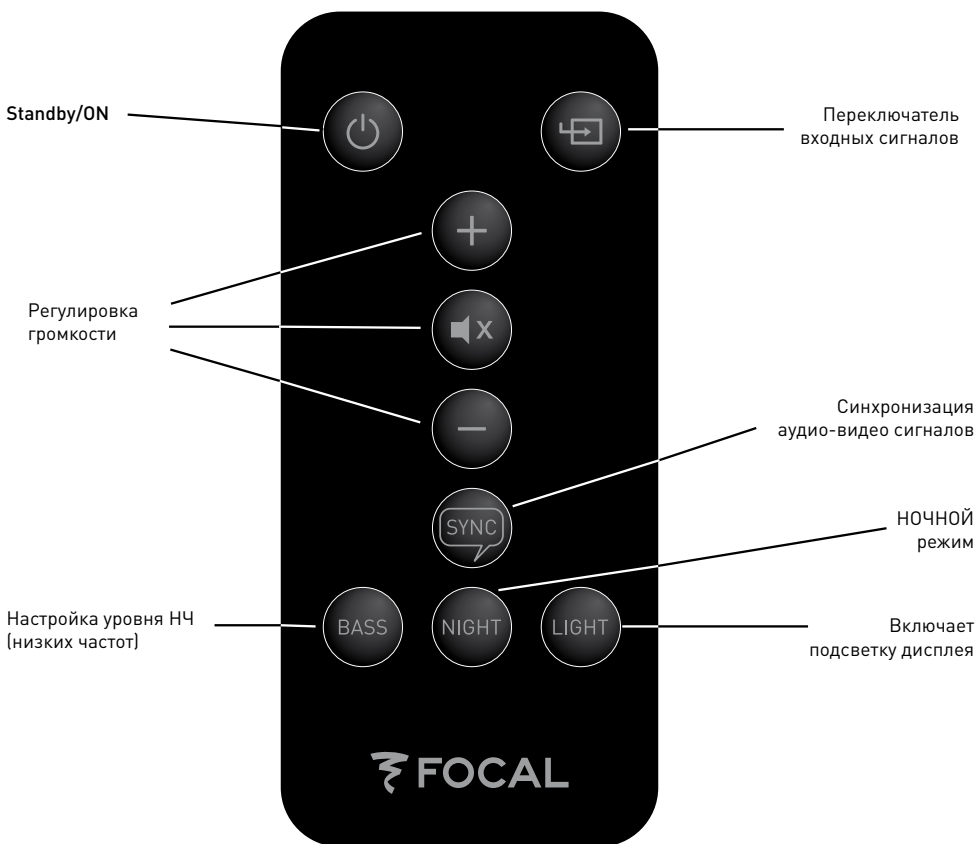 Standby/ON
Переключатель
входных сигналов
Регулировка
громкости
Синхронизация
аудио-видео сигналов
SYNC
НОЧНОЙ
режим
Настройка уровня НЧ
(низких частот)
BASS
NIGHT
LIGHT
Включает
подсветку дисплея
FOCAL